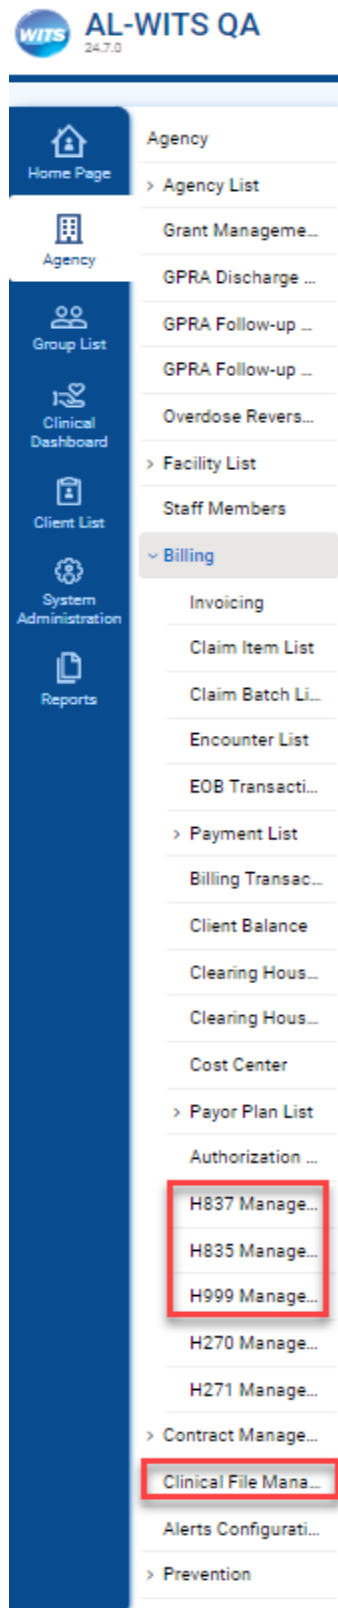 WITS AL-WITS QA
24.7.0
Home Page
Agency
Group List
Clinical
Dashboard
Client List
System
Administration
Reports
Agency
> Agency List
Grant Manageme...
GPRA Discharge ...
GPRA Follow-up ...
GPRA Follow-up ...
Overdose Revers...
> Facility List
Staff Members
Billing
Invoicing
Claim Item List
Claim Batch Li...
Encounter List
EOB Transacti...
> Payment List
Billing Transac...
Client Balance
Clearing Hous...
Clearing Hous...
Cost Center
> Payor Plan List
Authorization ...
H837 Manage...
H835 Manage...
H999 Manage...
H270 Manage...
H271 Manage...
> Contract Manage...
Clinical File Mana...
Alerts Configurati...
> Prevention